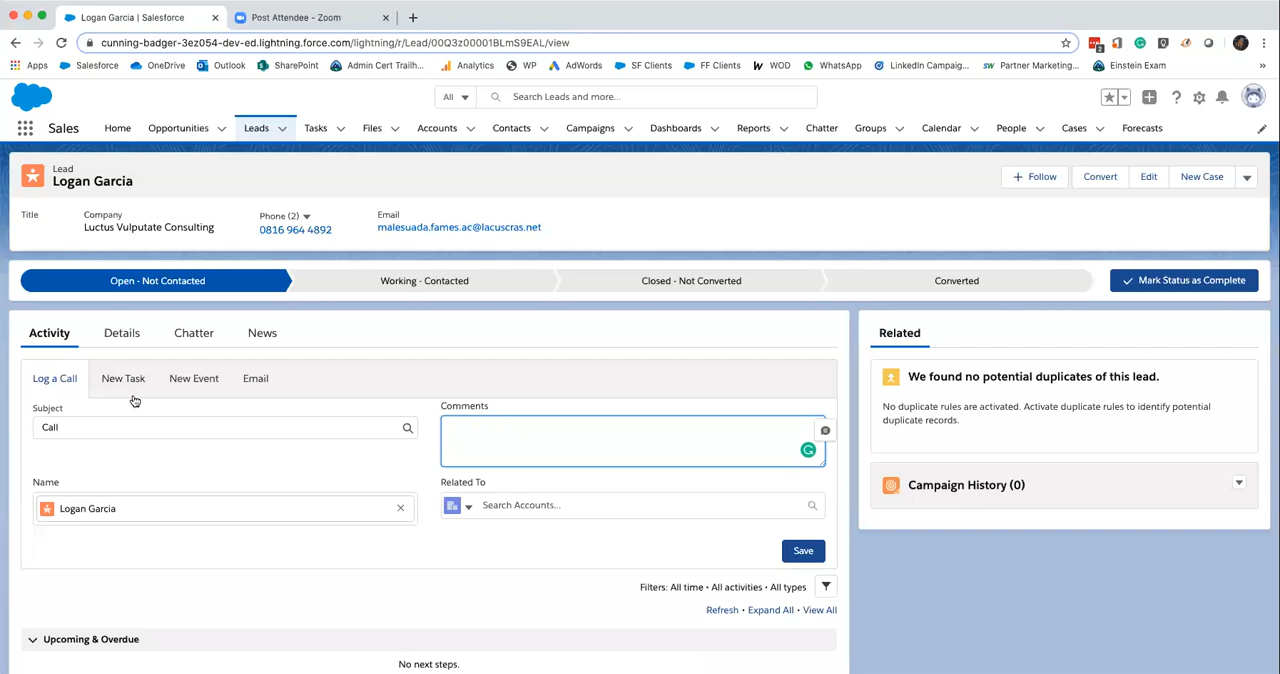 Logan Garcia | Salesforce
Post Attendee - Zoom
cunning-badger-3ez054-dev-ed.lightning.force.com/lightning/r/Lead/00Q3z00001BLmS9EAL/view
2
Apps Salesforce OneDrive Outlook SharePoint Admin Cert Trailh... Analytics WP AdWords SF Clients FF Clients WOD WhatsApp LinkedIn Campaig... Partner Marketing... Einstein Exam »
All Search Leads and more...
Sales Home Opportunities Leads Tasks Files Accounts Contacts Campaigns Dashboards Reports Chatter Groups Calendar People Cases Forecasts
Lead
Logan Garcia
+ Follow Convert Edit New Case
Title Company Phone (2) Email
Luctus Vulputate Consulting 0816 964 4892 malesuada.fames.ac@lacuscras.net
Open - Not Contacted Working - Contacted Closed - Not Converted Converted Mark Status as Complete
Activity Details Chatter News
Log a Call New Task New Event Email
Subject
Call
Comments
Name
Logan Garcia
Related To
Search Accounts...
Save
Filters: All time • All activities • All types
Refresh • Expand All • View All
Upcoming & Overdue
No next steps.
Related
We found no potential duplicates of this lead.
No duplicate rules are activated. Activate duplicate rules to identify potential
duplicate records.
Campaign History (0)